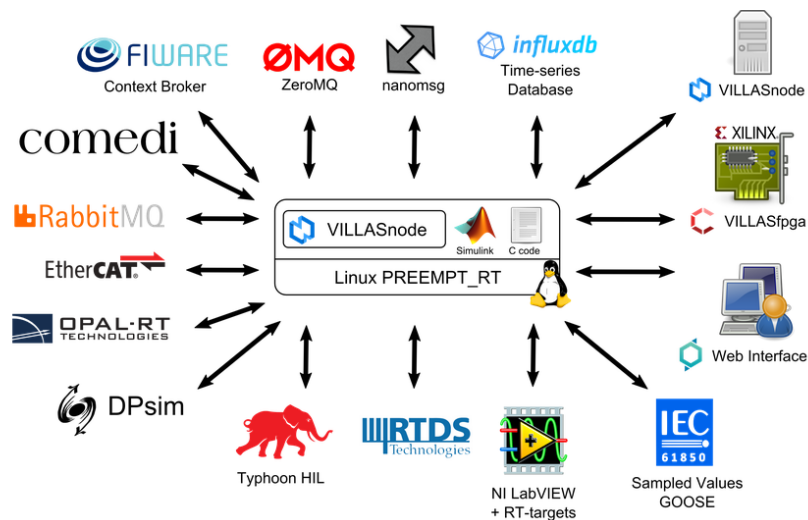 FIWARE
Context Broker
ØMQ
ZeroMQ
nanomsg
influxdb
Time-series
Database
VILLASnode
comedi
XILINX
VILLASfpga
RabbitMQ
EtherCAT®
VILLASnode
Simulink
C code
Linux PREEMPT_RT
OPAL-RT
TECHNOLOGIES
Web Interface
DPsim
Typhoon HIL
RTDS
Technologies
NI LabVIEW
+ RT-targets
IEC
61850
Sampled Values
GOOSE